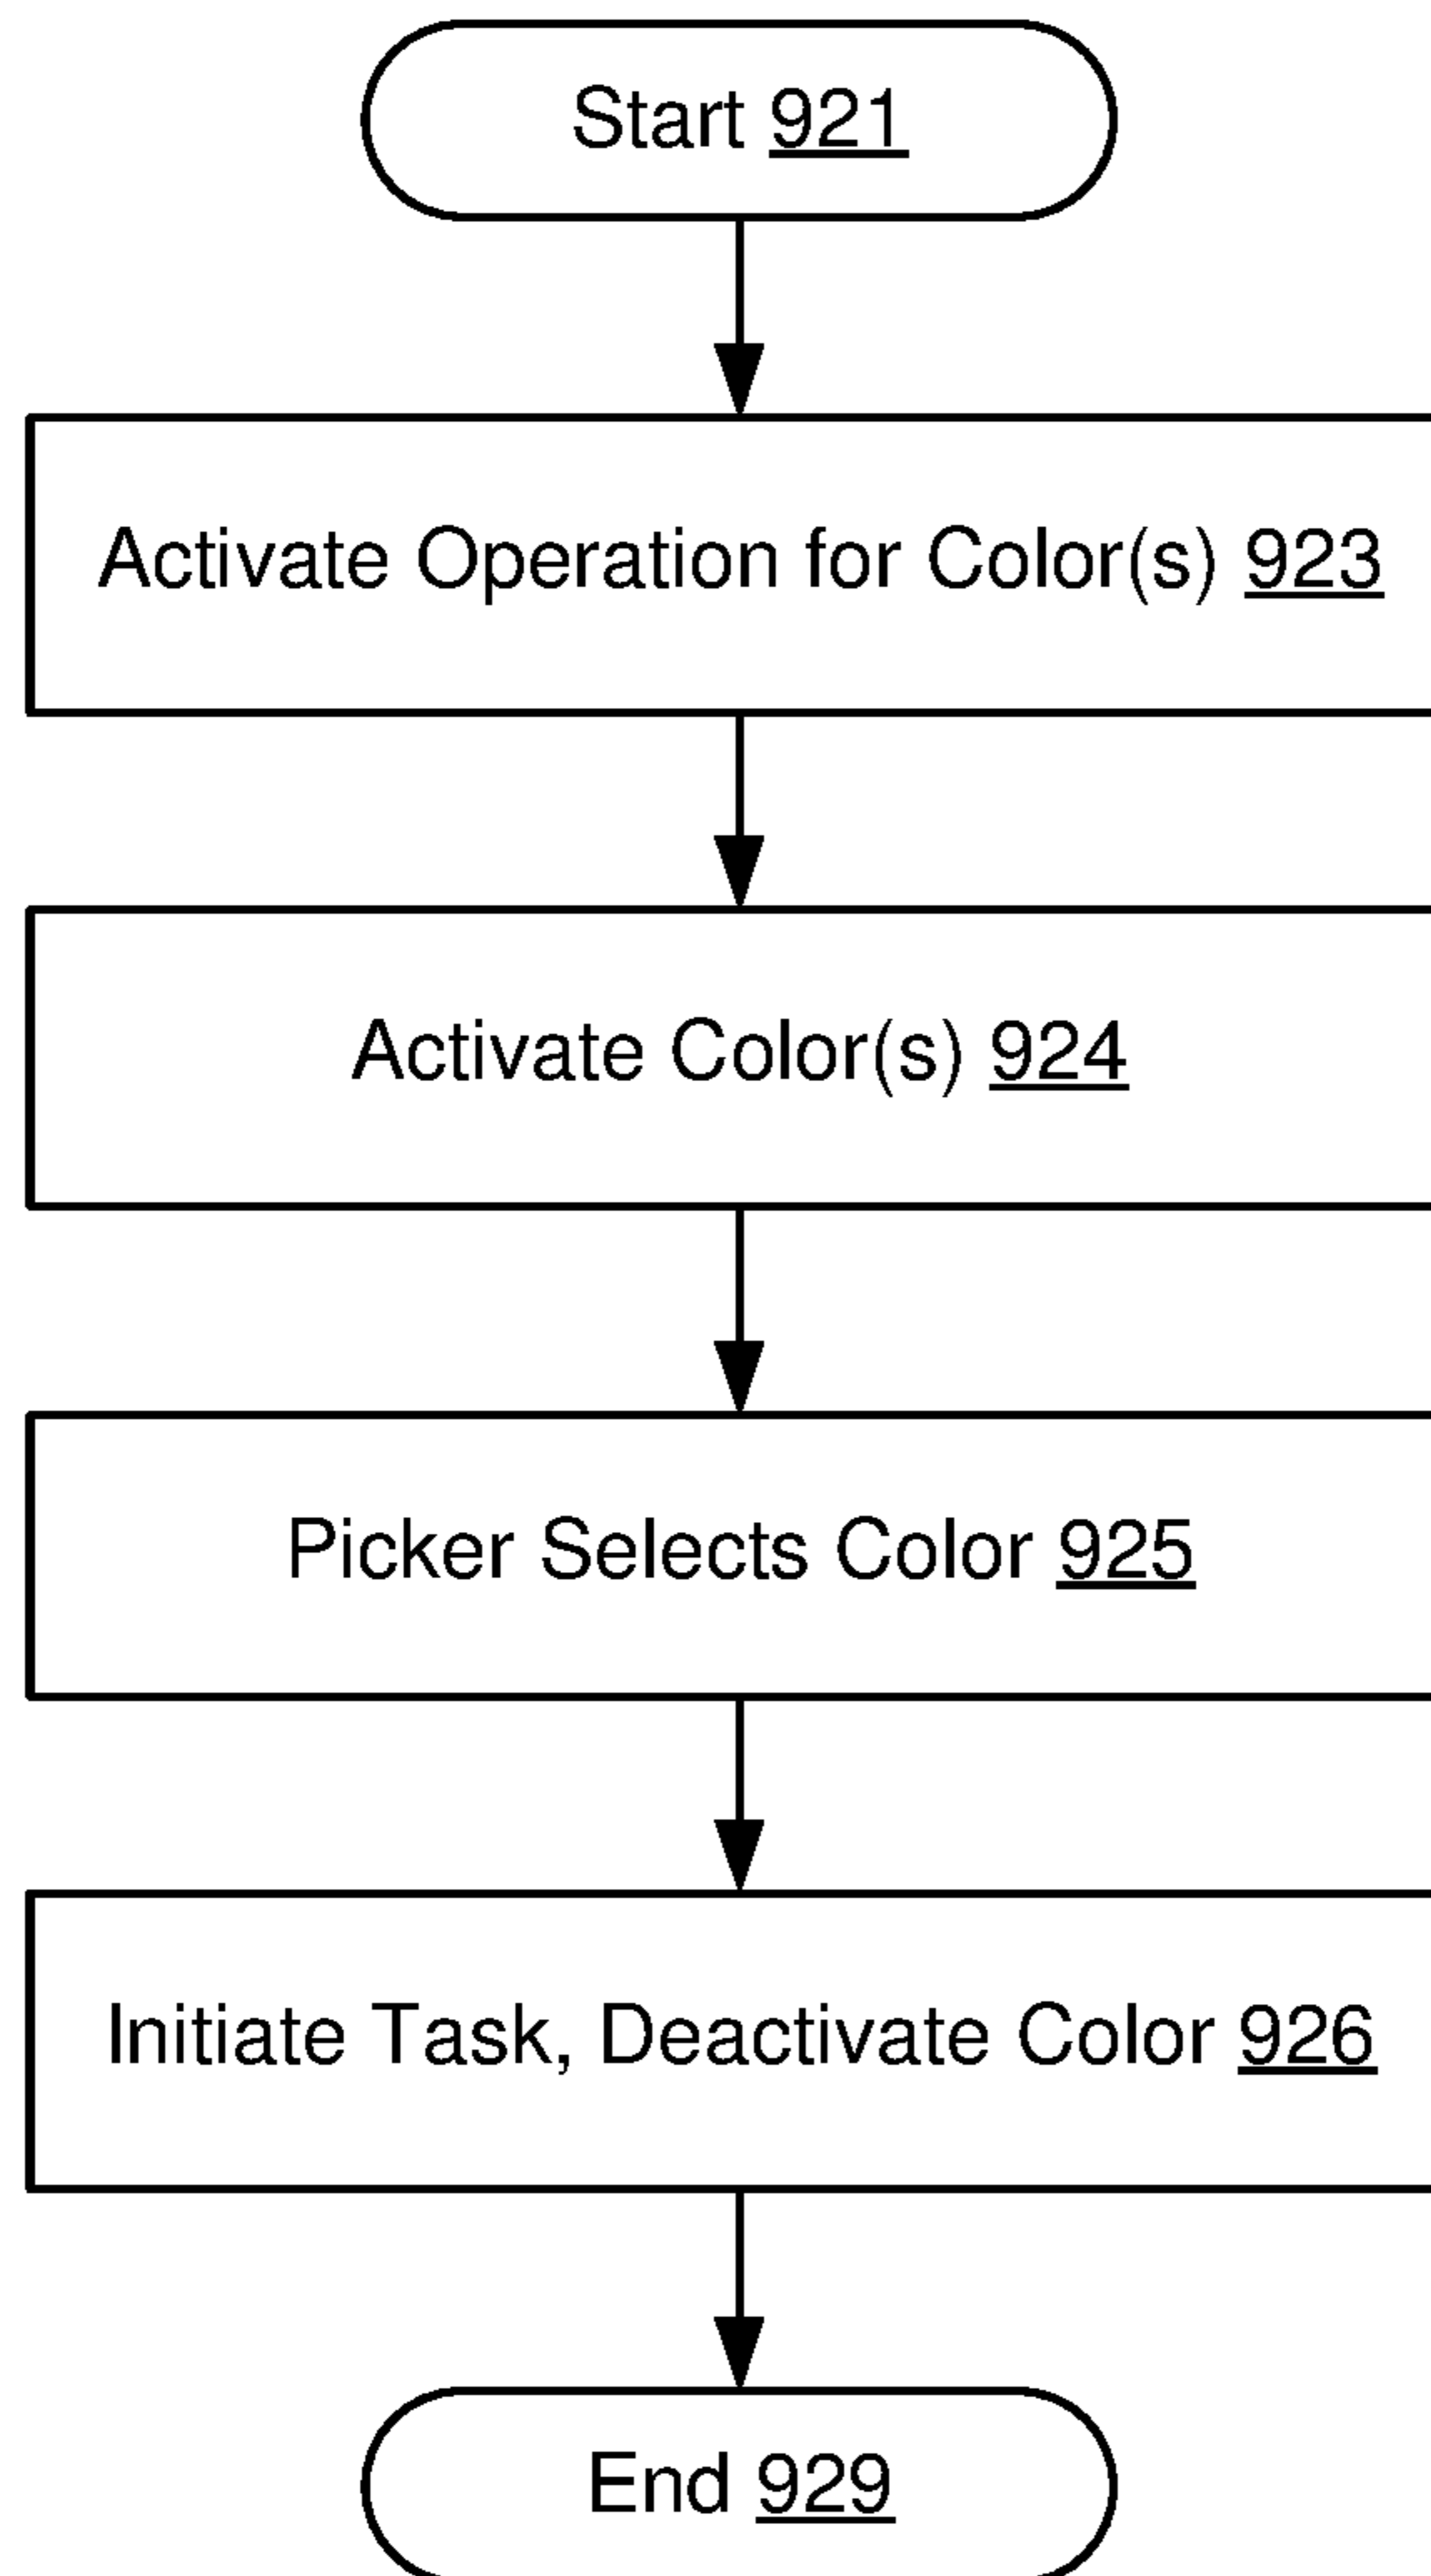 Start 921
Activate Operation for Color(s) 923
Activate Color(s) 924
Picker Selects Color 925
Initiate Task, Deactivate Color 926
End 929